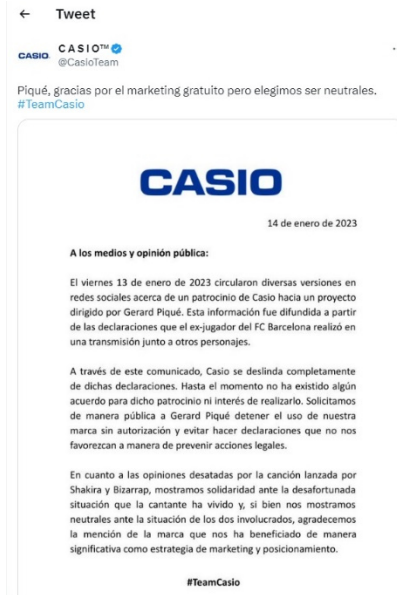 Tweet
CASIO™
CASIO
@CasioTeam
Piqué, gracias por el marketing gratuito pero elegimos ser neutrales.
#TeamCasio
CASIO
14 de enero de 2023
A los medios y opinión pública:
El viernes 13 de enero de 2023 circularon diversas versiones en
redes sociales acerca de un patrocinio de Casio hacia un proyecto
dirigido por Gerard Piqué. Esta información fue difundida a partir
de las declaraciones que el ex-jugador del FC Barcelona realizó en
una transmisión junto a otros personajes.
A través de este comunicado, Casio se deslinda completamente
de dichas declaraciones. Hasta el momento no ha existido algún
acuerdo para dicho patrocinio ni interés de realizarlo. Solicitamos
de manera pública a Gerard Piqué detener el uso de nuestra
marca sin autorización y evitar hacer declaraciones que no nos
favorezcan a manera de prevenir acciones legales.
En cuanto a las opiniones desatadas por la canción lanzada por
Shakira y Bizarrap, mostramos solidaridad ante la desafortunada
situación que la cantante ha vivido y, si bien nos mostramos
neutrales ante la situación de los dos involucrados, agradecemos
la mención de la marca que nos ha beneficiado de manera
significativa como estrategia de marketing y posicionamiento.
#TeamCasio